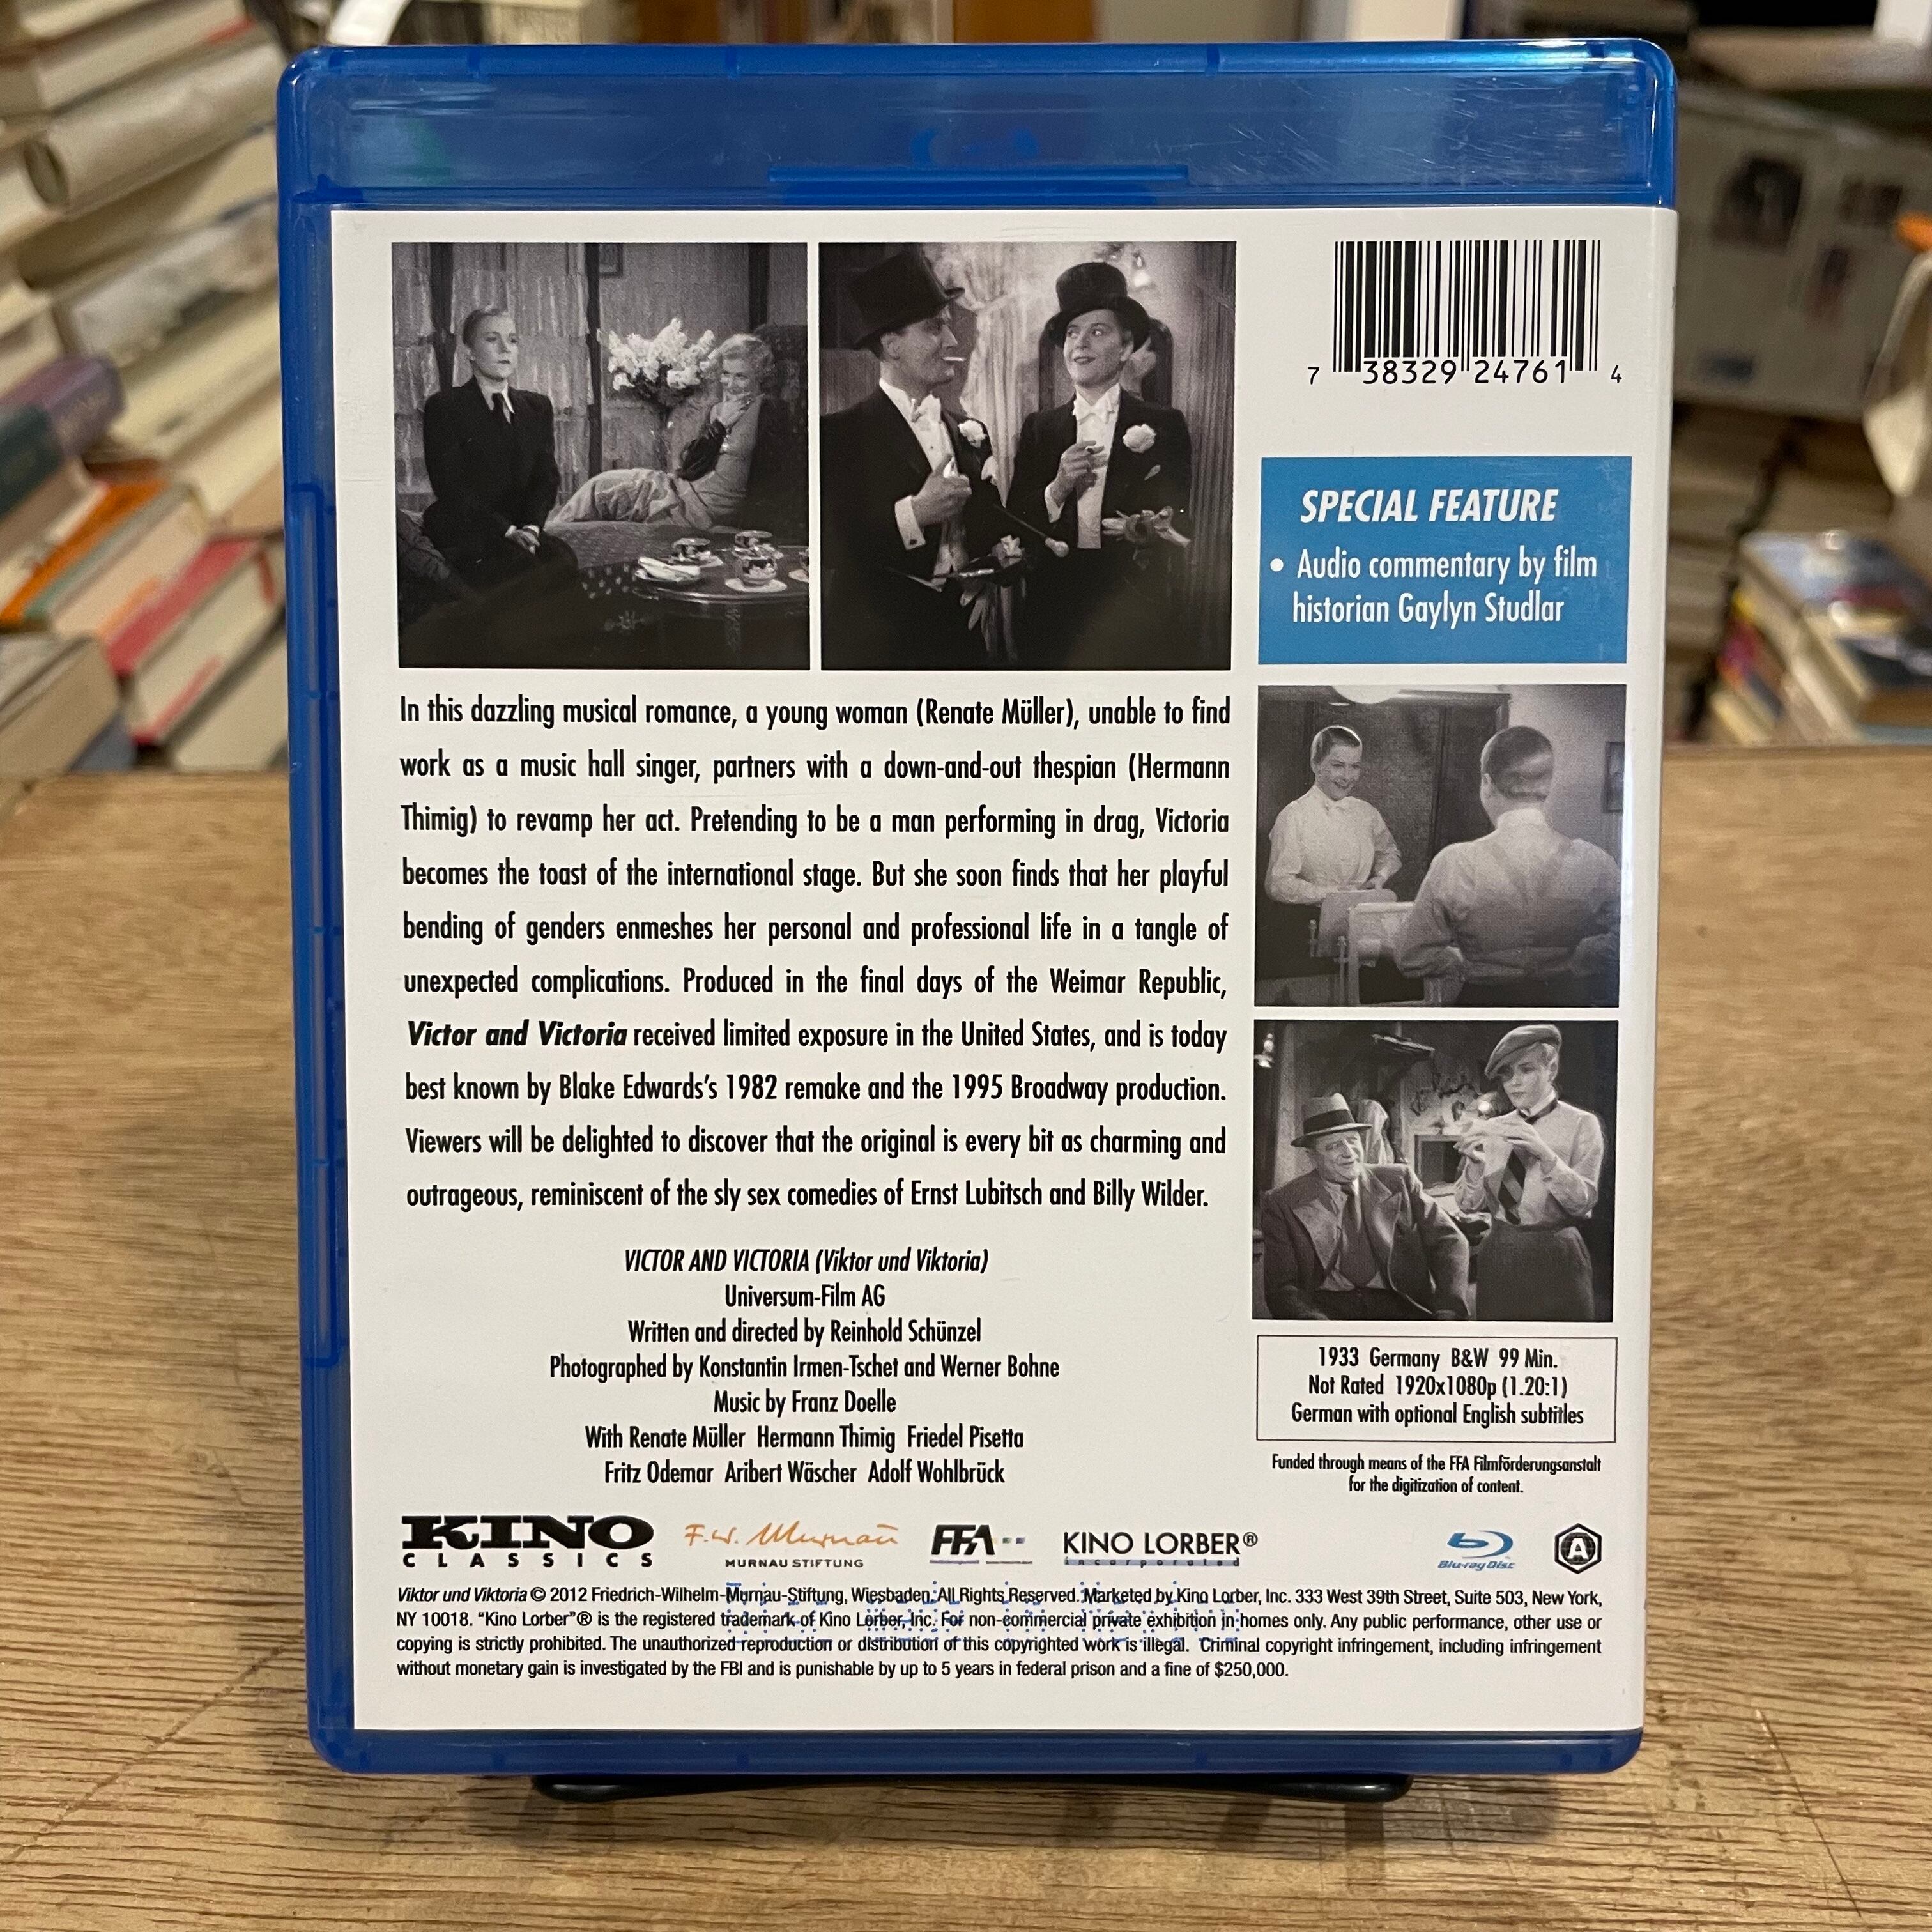 7 38329 24761 4
SPECIAL FEATURE
• Audio commentary by film
historian Gaylyn Studlar
In this dazzling musical romance, a young woman (Renate Müller), unable to find
work as a music hall singer, partners with a down-and-out thespian (Hermann
Thimig) to revamp her act. Pretending to be a man performing in drag, Victoria
becomes the toast of the international stage. But she soon finds that her playful
bending of genders enmeshes her personal and professional life in a tangle of
unexpected complications. Produced in the final days of the Weimar Republic,
Victor and Victoria received limited exposure in the United States, and is today
best known by Blake Edwards's 1982 remake and the 1995 Broadway production.
Viewers will be delighted to discover that the original is every bit as charming and
outrageous, reminiscent of the sly sex comedies of Ernst Lubitsch and Billy Wilder.
VICTOR AND VICTORIA (Viktor und Viktoria)
Universum-Film AG
Written and directed by Reinhold Schünzel
Photographed by Konstantin Irmen-Tschet and Werner Bohne
Music by Franz Doelle
With Renate Müller Hermann Thimig Friedel Pisetta
Fritz Odemar Aribert Wäscher Adolf Wohlbrück
1933 Germany B&W 99 Min.
Not Rated 1920x1080p (1.20:1)
German with optional English subtitles
Funded through means of the FFA Filmförderungsanstalt
for the digitization of content.
KINO
CLASSICS
F.W. Murnau
MURNAU STIFTUNG
FFA
KINO LORBER®
incorporated
Blu-ray Disc
A
Viktor und Viktoria © 2012 Friedrich-Wilhelm-Murnau-Stiftung, Wiesbaden. All Rights Reserved. Marketed by Kino Lorber, Inc. 333 West 39th Street, Suite 503, New York,
NY 10018. "Kino Lorber"® is the registered trademark of Kino Lorber, Inc. For non-commercial private exhibition in homes only. Any public performance, other use or
copying is strictly prohibited. The unauthorized reproduction or distribution of this copyrighted work is illegal. Criminal copyright infringement, including infringement
without monetary gain is investigated by the FBI and is punishable by up to 5 years in federal prison and a fine of $250,000.